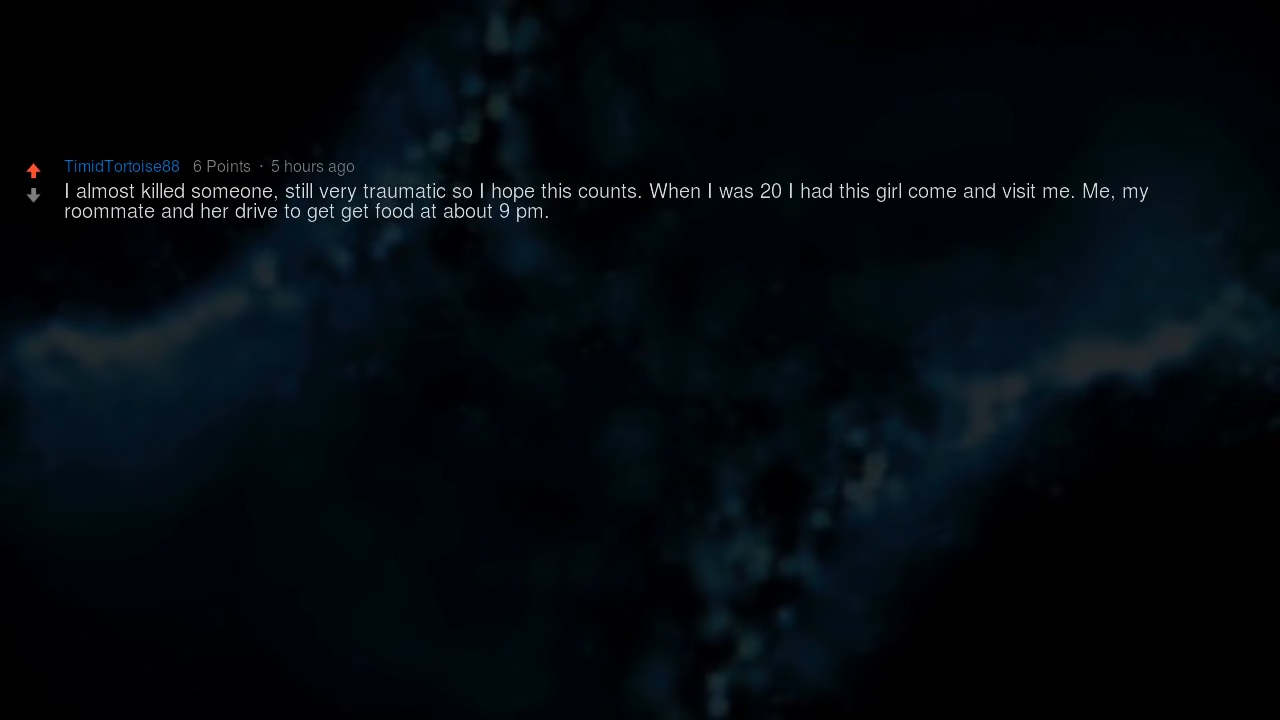 TimidTortoise88 6 Points · 5 hours ago
I almost killed someone, still very traumatic so I hope this counts. When I was 20 I had this girl come and visit me. Me, my
roommate and her drive to get get food at about 9 pm.